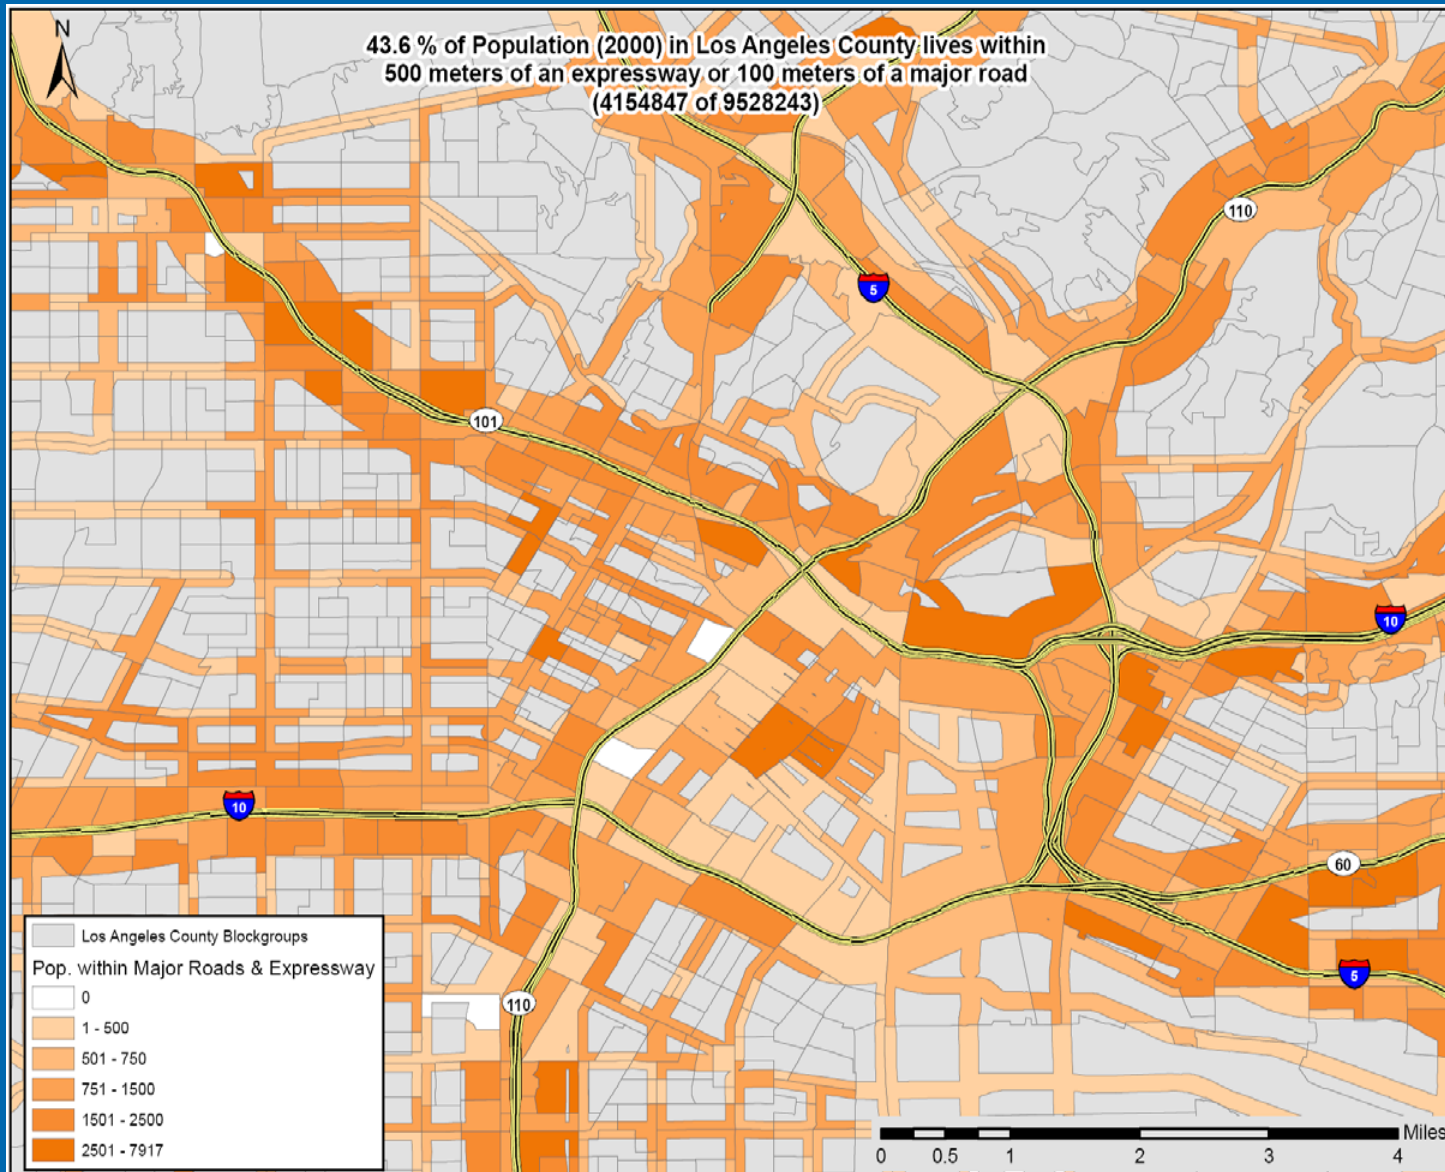 N
43.6 % of Population (2000) in Los Angeles County lives within
500 meters of an expressway or 100 meters of a major road
(4154847 of 9528243)
110
5
101
10
10
60
5
110
Los Angeles County Blockgroups
Pop. within Major Roads & Expressway
0
1 - 500
501 - 750
751 - 1500
1501 - 2500
2501 - 7917
Miles
0 0.5 1 2 3 4